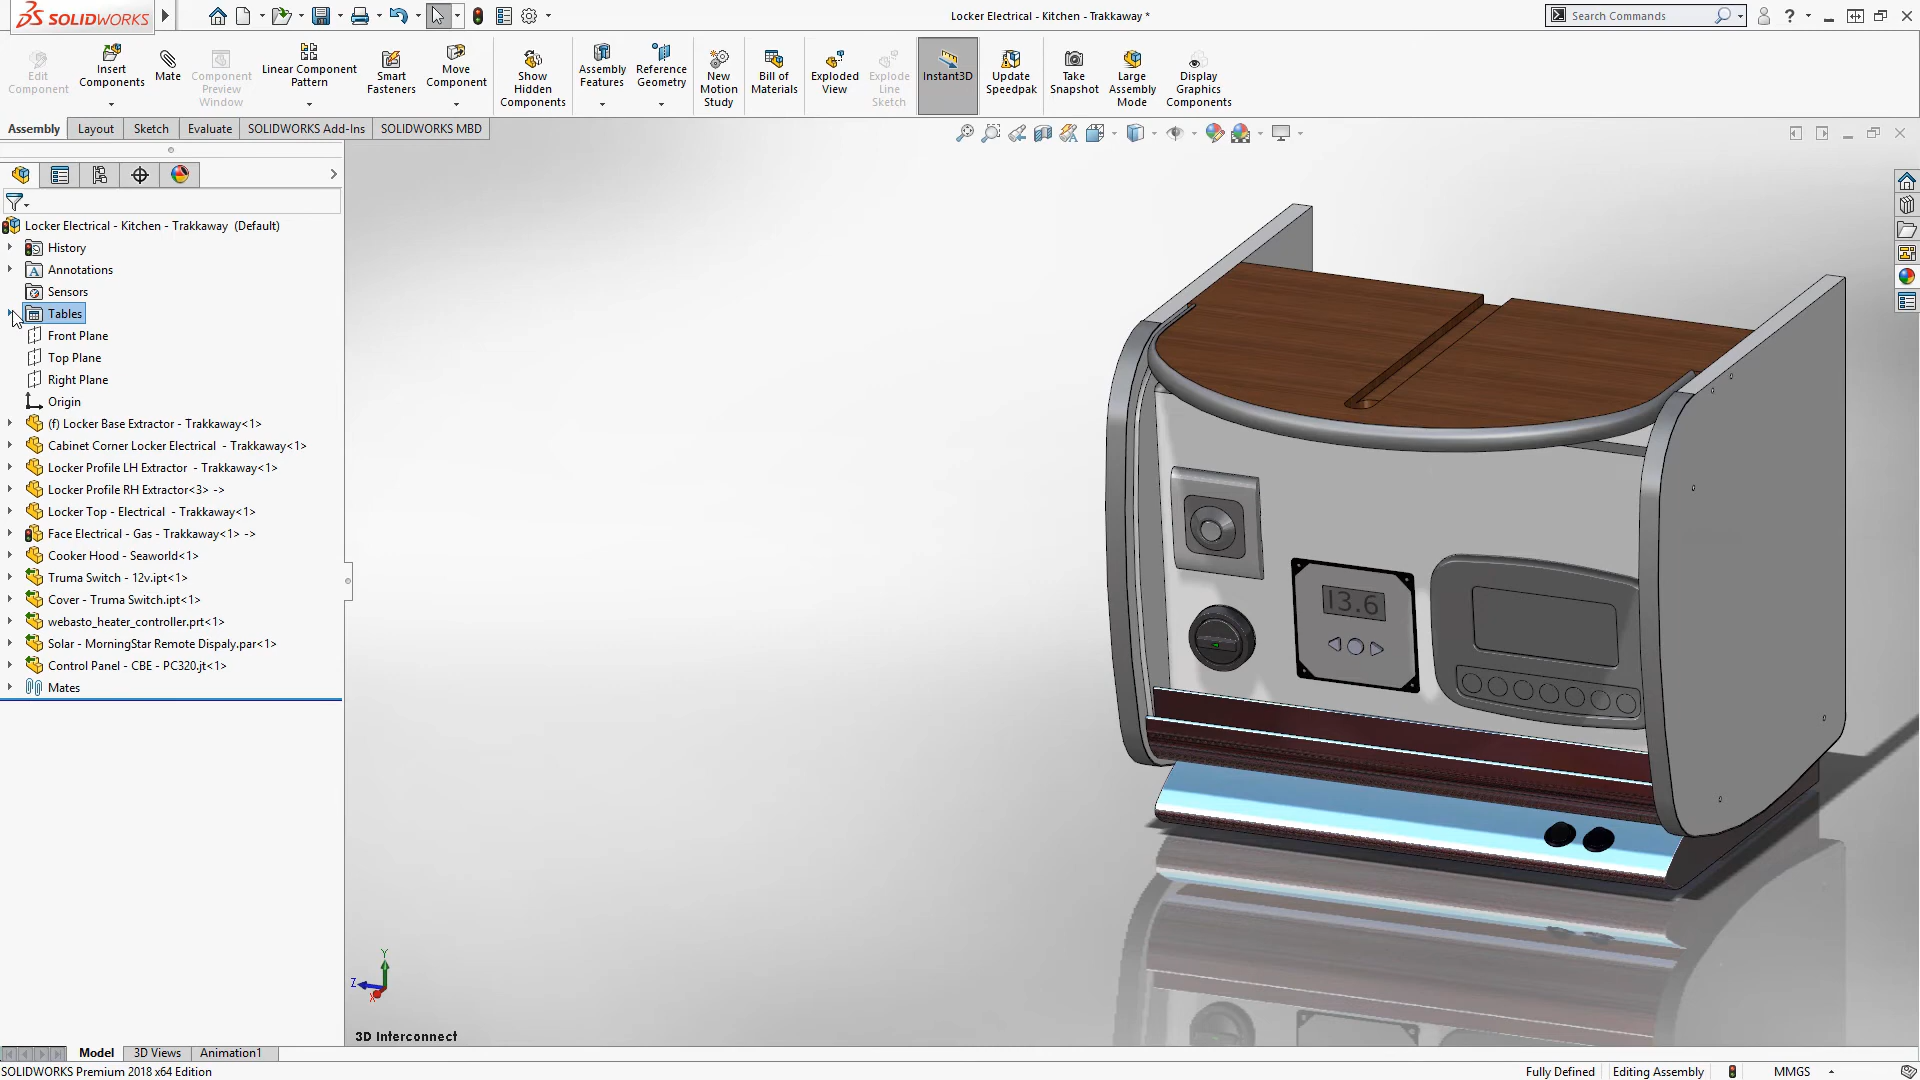 SOLIDWORKS
Locker Electrical - Kitchen - Trakkaway *
Search Commands
Edit
Component
Insert
Components
Mate
Component
Preview
Window
Linear Component
Pattern
Smart
Fasteners
Move
Component
Show
Hidden
Components
Assembly
Features
Reference
Geometry
New
Motion
Study
Bill of
Materials
Exploded
View
Explode
Line
Sketch
Instant3D
Update
Speedpak
Take
Snapshot
Large
Assembly
Mode
Display
Graphics
Components
Assembly Layout Sketch Evaluate SOLIDWORKS Add-Ins SOLIDWORKS MBD
Locker Electrical - Kitchen - Trakkaway (Default)
History
Annotations
Sensors
Tables
Front Plane
Top Plane
Right Plane
Origin
(f) Locker Base Extractor - Trakkaway<1>
Cabinet Corner Locker Electrical - Trakkaway<1>
Locker Profile LH Extractor - Trakkaway<1>
Locker Profile RH Extractor<3> ->
Locker Top - Electrical - Trakkaway<1>
Face Electrical - Gas - Trakkaway<1> ->
Cooker Hood - Seaworld<1>
Truma Switch - 12v.ipt<1>
Cover - Truma Switch.ipt<1>
webasto_heater_controller.prt<1>
Solar - MorningStar Remote Dispaly.par<1>
Control Panel - CBE - PC320.jt<1>
Mates
13.6
Y
Z
X
3D Interconnect
Model 3D Views Animation1
SOLIDWORKS Premium 2018 x64 Edition
Fully Defined Editing Assembly MMGS